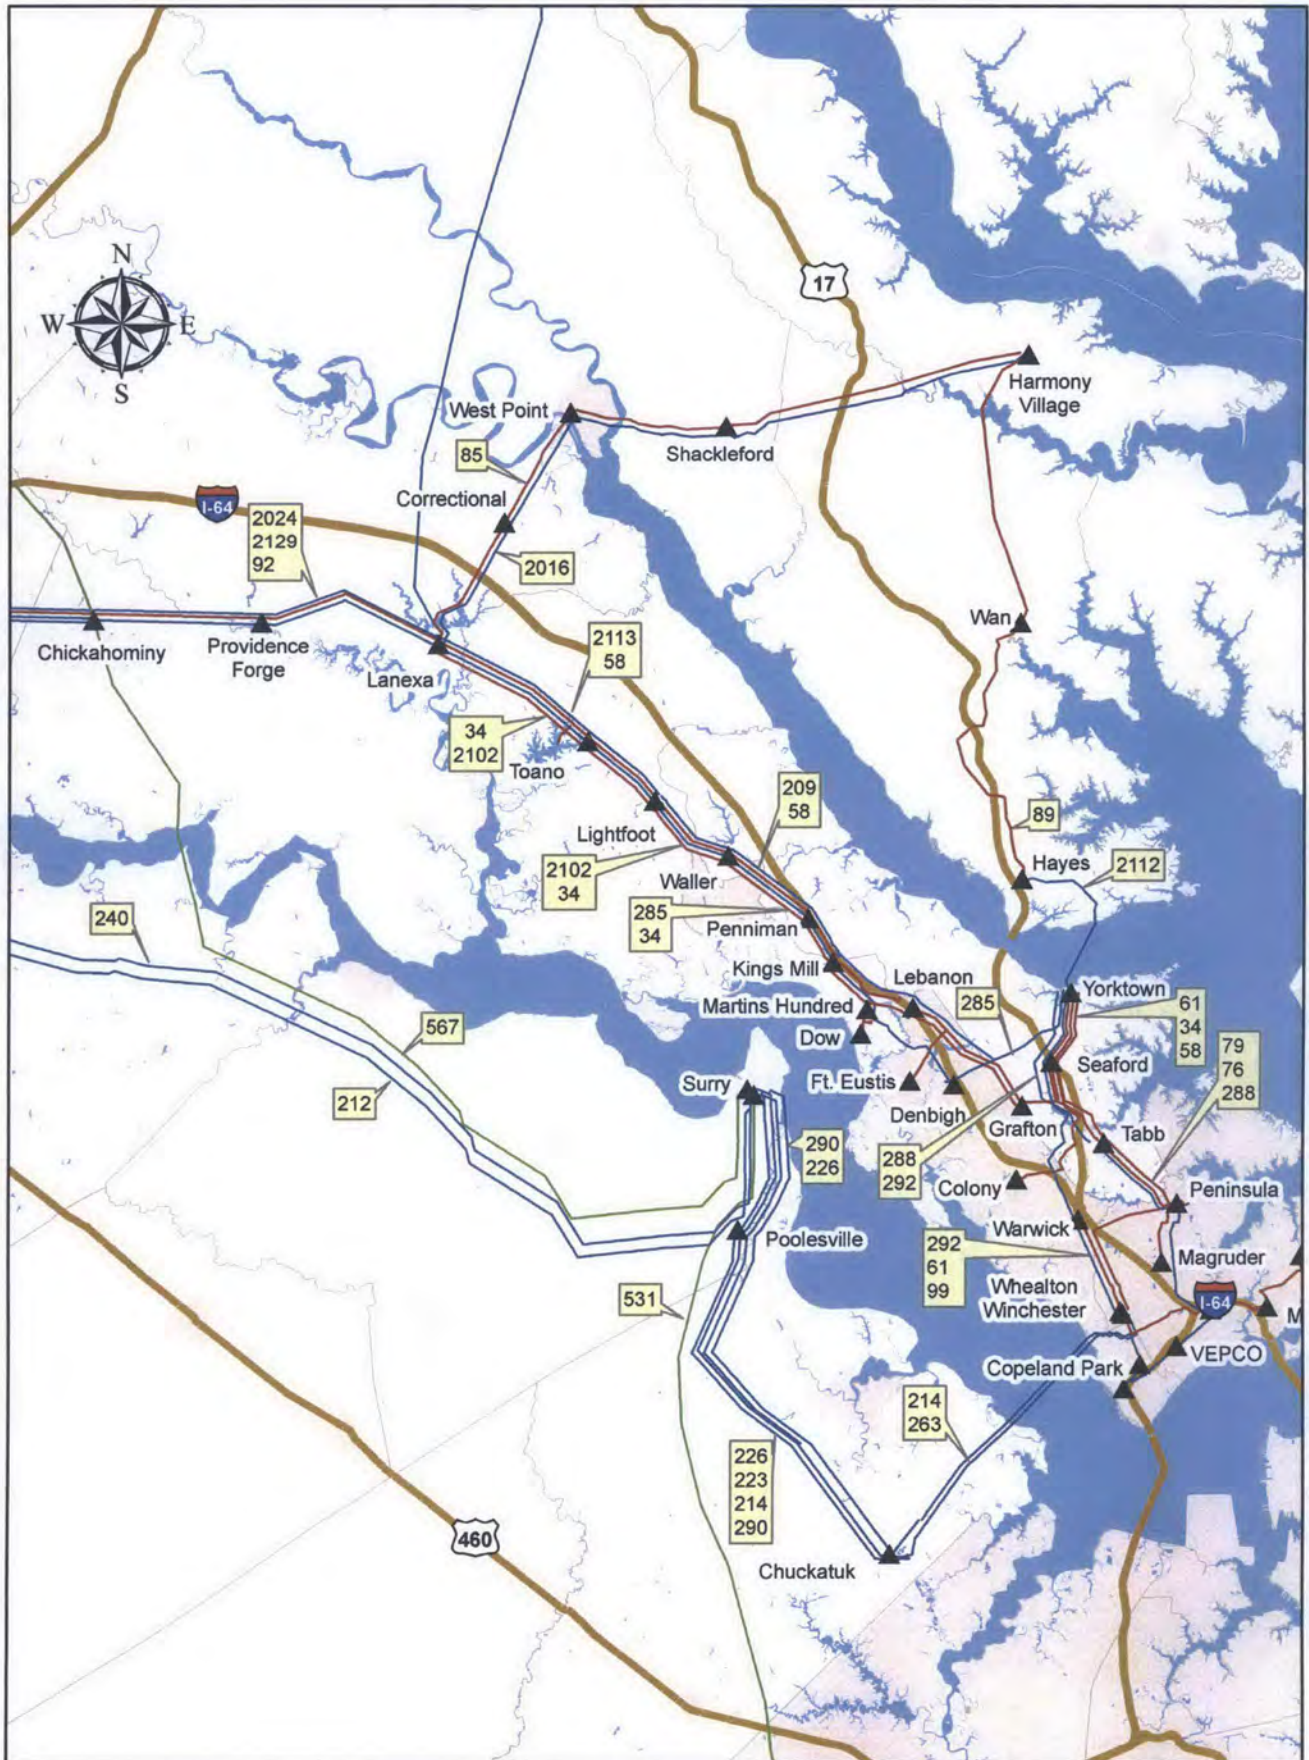 N
W
E
S
17
Harmony
Village
West Point
Shackleford
85
Correctional
I-64
2024
2129
92
2016
Wan
2113
58
Chickahominy
Providence
Forge
Lanexa
34
2102
Toano
209
58
89
Lightfoot
2102
34
Waller
Hayes
2112
285
34
Penniman
240
Kings Mill
Lebanon
285
Yorktown
Martins Hundred
61
34
58
Dow
567
79
76
288
Surry
Ft. Eustis
Seaford
212
Denbigh
Grafton
Tabb
290
226
288
292
Colony
Peninsula
Poolesville
Warwick
292
61
99
Magruder
531
Whealton
Winchester
I-64
M
Copeland Park
VEPCO
214
263
226
223
214
290
460
Chuckatuk